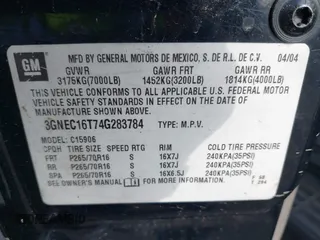 GM
MFD BY GENERAL MOTORS DE MEXICO, S. DE R.L. DE C.V. 04/04
GVWR GAWR FRT GAWR RR
3175KG(7000LB) 1452KG(3200LB) 1814KG(4000LB)
THIS VEHICLE CONFORMS TO ALL APPLICABLE U.S. FEDERAL
MOTOR VEHICLE SAFETY STANDARDS IN EFFECT ON THE DATE
OF MANUFACTURE SHOWN ABOVE.
3GNEC16T74G283784 TYPE: M.P.V.
MODEL: C15906
TIRE SIZE SPEED RTG RIM COLD TIRE PRESSURE
FRT P265/70R16 16X7J 240KPA(35PSI)
RR P265/70R16 16X7J 240KPA(35PSI)
SPA P265/70R16 16X6.5J 240KPA(35PSI)
SEE OWNER'S MANUAL FOR ADDITIONAL INFORMATION